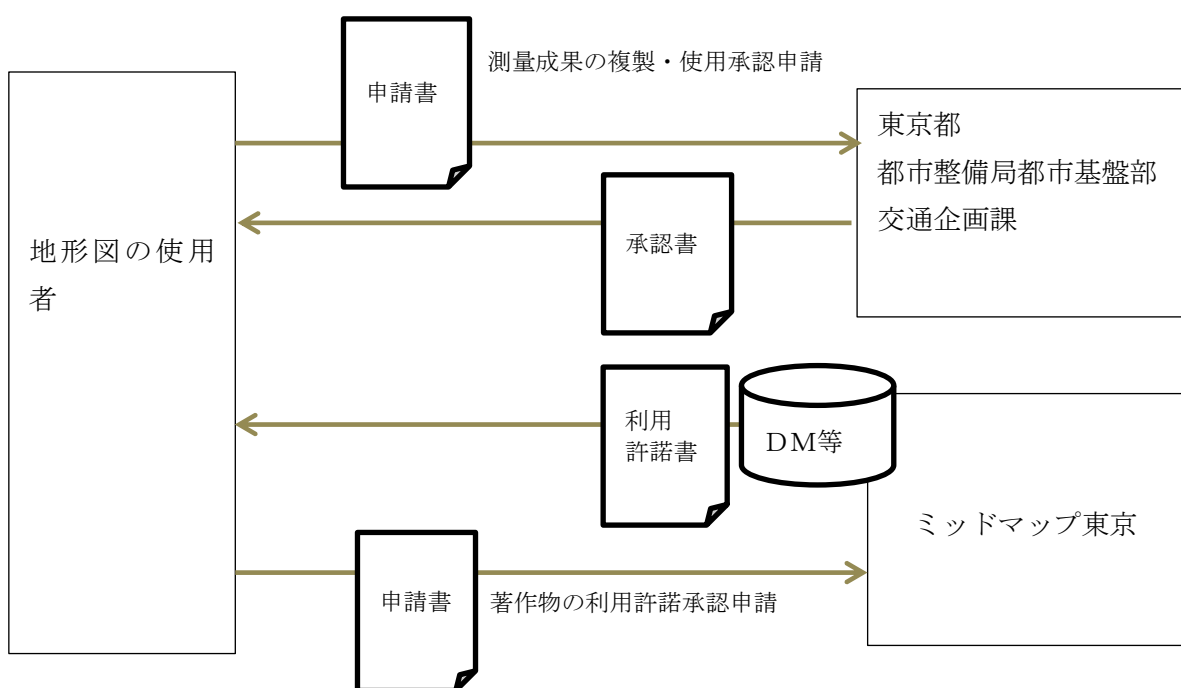 測量成果の複製・使用承認申請
申請書
東京都
都市整備局都市基盤部
交通企画課
承認書
地形図の使用
者
利用
許諾書
DM等
ミッドマップ東京
申請書
著作物の利用許諾承認申請